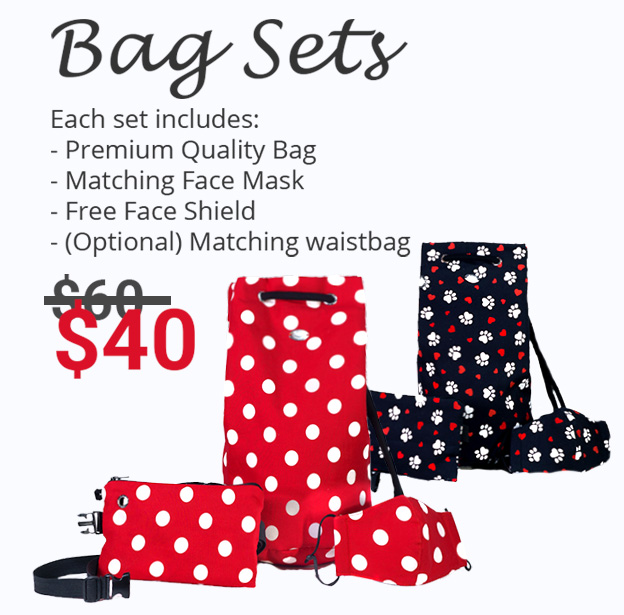 Bag Sets
Each set includes:
- Premium Quality Bag
- Matching Face Mask
- Free Face Shield
- (Optional) Matching waistbag
$60
$40